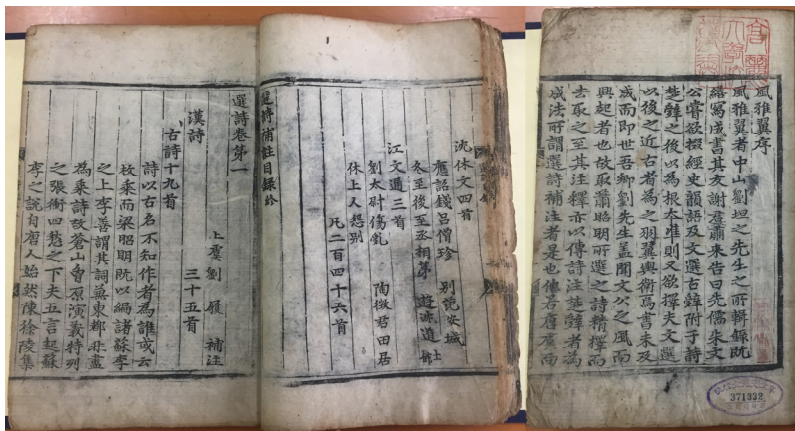 風雅翼序
風雅翼者中山劉坦之先生之所輯錄既
繕寫成書其友謝君肅來告曰先儒朱文
公嘗欲掇經史韻語及文選古辭附于詩
楚辭之後以為根本準則又欲擇夫文選
以後之近古者為之羽翼輿衛焉書未及
成而即世吾鄉劉先生蓋聞文公之風而
興起者也故取蕭昭明所選之詩精擇而
去取之至其注釋亦以傳詩注楚辭者為
成法所謂選詩補註者是也
371332
沈休文四首
應詔餞呂僧珍 別范安城
冬至後至丞相第 遊沈道士館
江文通三首
劉太尉傷亂 陶徵君田居
休上人怨別
凡二百四十六首
選詩補註目録終
選詩卷第一
上虞劉履補注
漢詩 三十五首
古詩十九首
詩以古名不知作者為誰或云
枚乘而梁昭明既以編諸蘇李
之上李善謂其詞兼東都非盡
為乘詩故蒼山曾原演義特列
之張衡四愁之下夫五言起蘇
李之說自唐人始然陳徐陵集